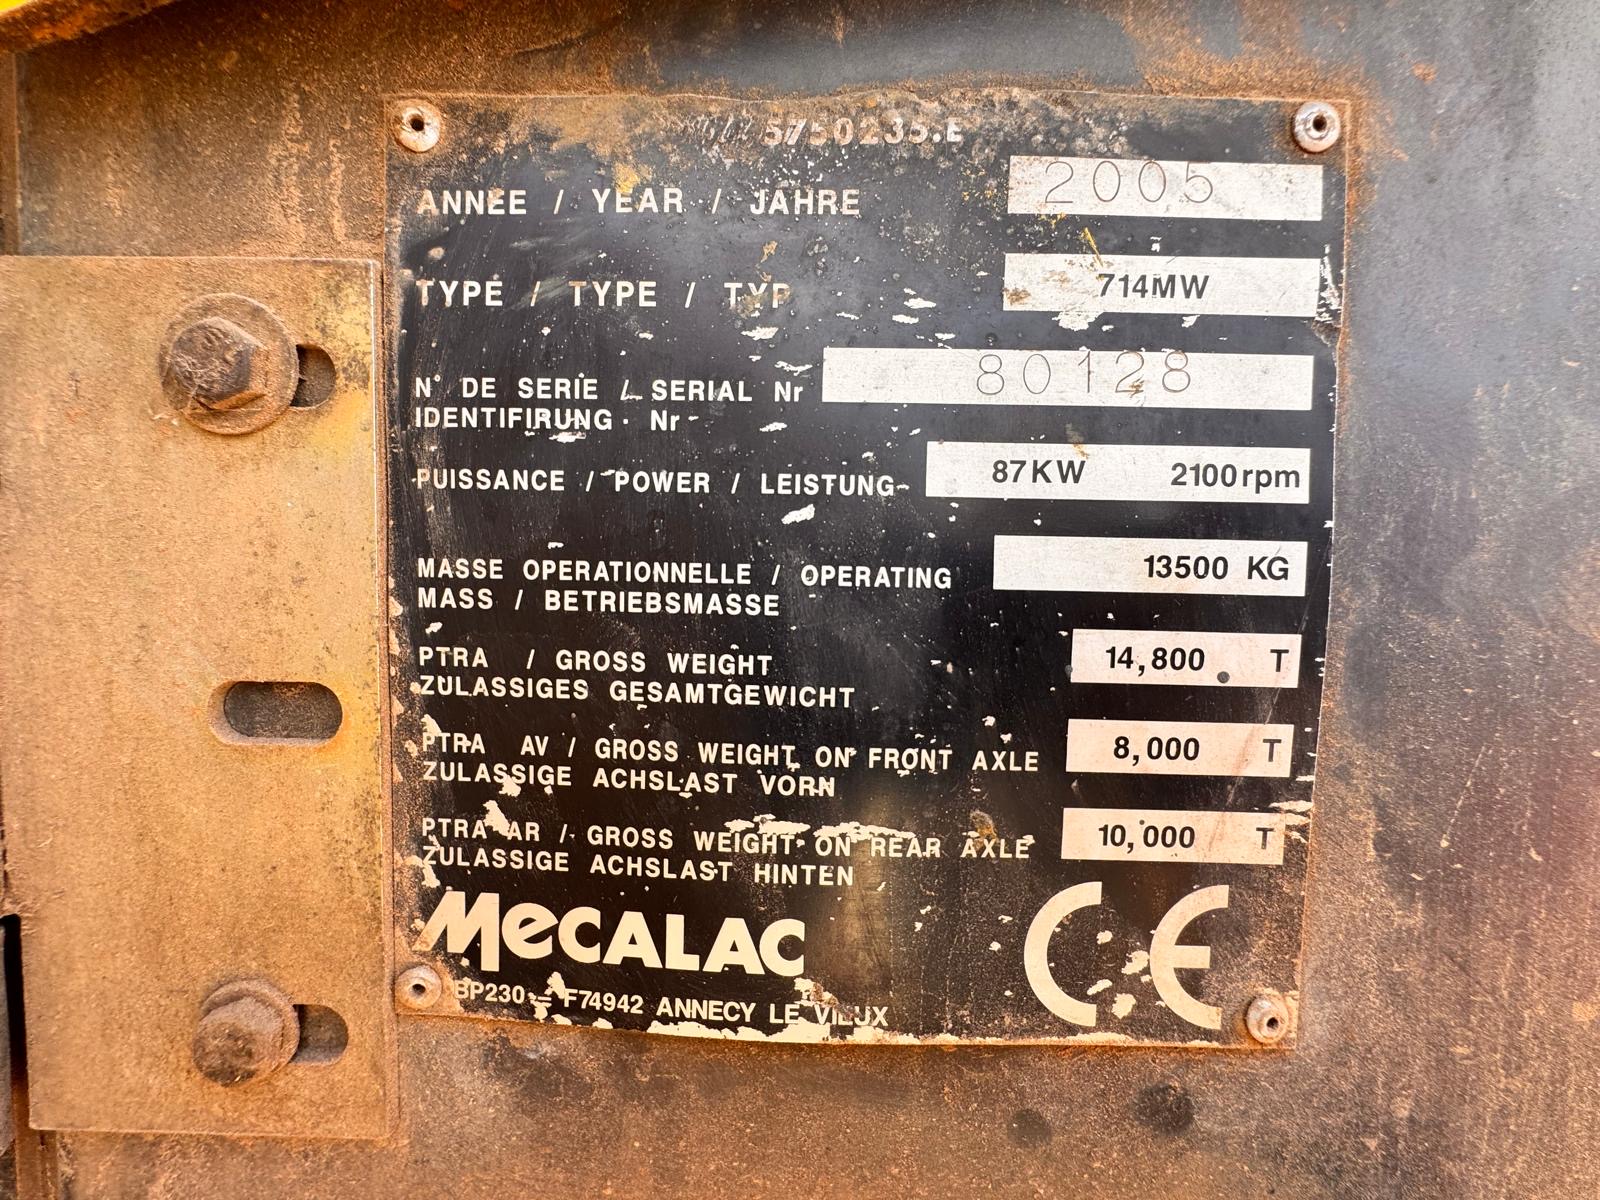 5750235.E
ANNÉE / YEAR / JAHRE 2005
TYPE / TYPE / TYP 714MW
N° DE SERIE / SERIAL Nr 80128
IDENTIFIRUNG Nr
PUISSANCE / POWER / LEISTUNG 87KW 2100rpm
MASSE OPERATIONNELLE / OPERATING 13500 KG
MASS / BETRIEBSMASSE
PTRA / GROSS WEIGHT 14,800 T
ZULASSIGES GESAMTGEWICHT
PTRA AV / GROSS WEIGHT ON FRONT AXLE 8,000 T
ZULASSIGE ACHSLAST VORN
PTRA AR / GROSS WEIGHT ON REAR AXLE 10,000 T
ZULASSIGE ACHSLAST HINTEN
MECALAC CE
BP230 - F74942 ANNECY LE VIEUX